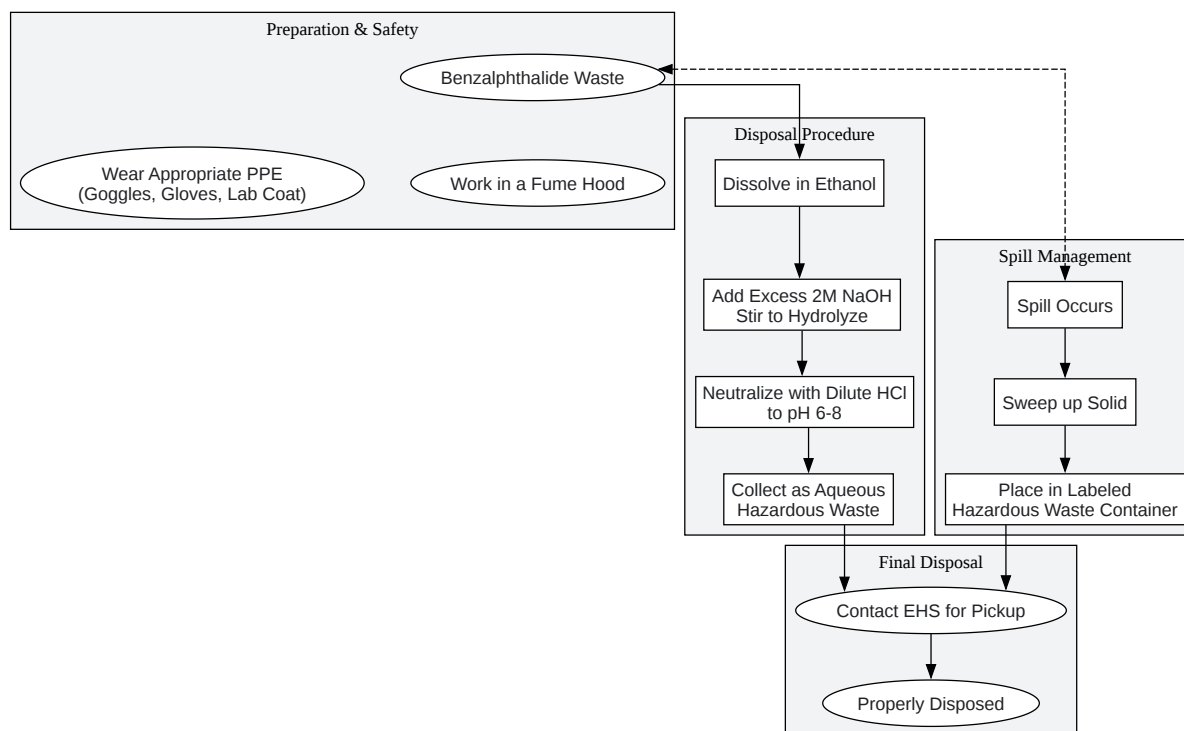 Preparation & Safety
Benzalphthalide Waste
Wear Appropriate PPE
(Goggles, Gloves, Lab Coat)
Work in a Fume Hood
Disposal Procedure
Dissolve in Ethanol
Add Excess 2M NaOH
Stir to Hydrolyze
Neutralize with Dilute HCl
to pH 6-8
Collect as Aqueous
Hazardous Waste
Spill Management
Spill Occurs
Sweep up Solid
Place in Labeled
Hazardous Waste Container
Final Disposal
Contact EHS for Pickup
Properly Disposed